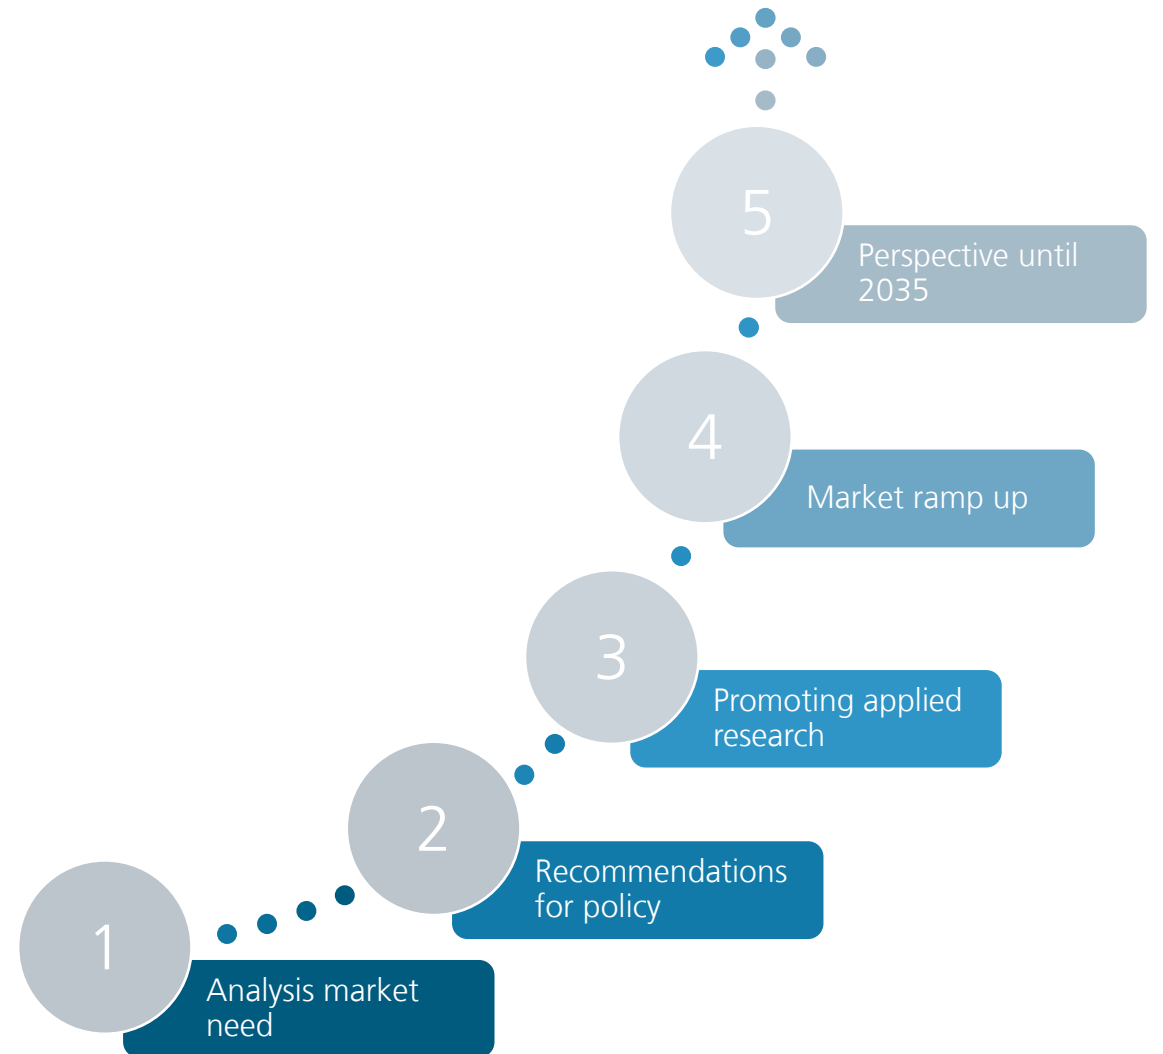 5
Perspective until
2035
4
Market ramp up
3
Promoting applied
research
2
Recommendations
for policy
1
Analysis market
need